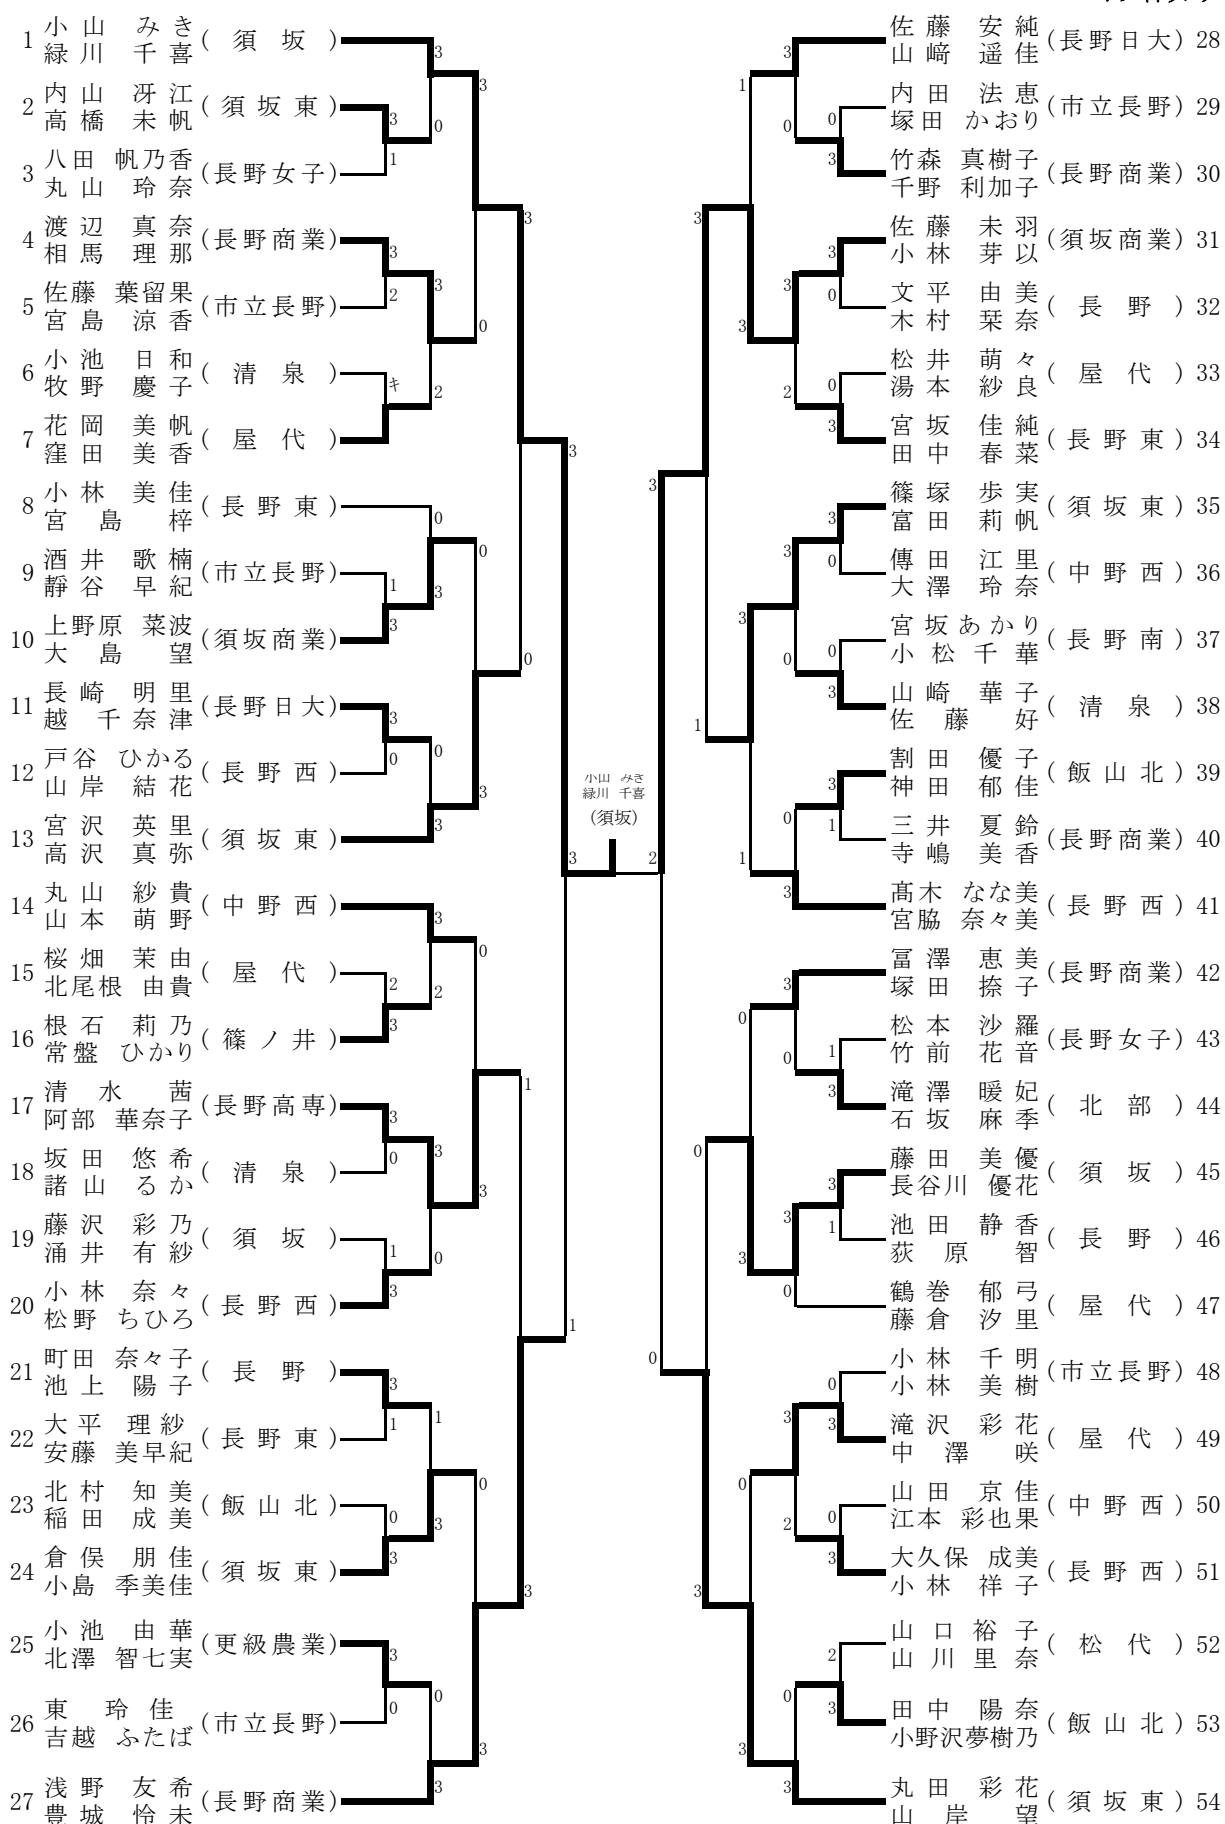 1 小山 みき 緑川 千喜 (須坂)
2 内山 冴江 高橋 未帆 (須坂東)
3 八田 帆乃香 丸山 玲奈 (長野女子)
4 渡辺 真奈 相馬 理那 (長野商業)
5 佐藤 葉留果 宮島 涼香 (市立長野)
6 小池 日和 牧野 慶子 (清泉)
7 花岡 美帆 窪田 美香 (屋代)
8 小林 美佳 宮島 梓 (長野東)
9 酒井 歌楠 靜谷 早紀 (市立長野)
10 上野原 菜波 大島 望 (須坂商業)
11 長崎 明里 越 千奈津 (長野日大)
12 戸谷 ひかる 山岸 結花 (長野西)
13 宮沢 英里 高沢 真弥 (須坂東)
14 丸山 紗貴 山本 萌野 (中野西)
15 桜畑 茉由 北尾根 由貴 (屋代)
16 根石 莉乃 常盤 ひかり (篠ノ井)
17 清水 茜 阿部 華奈子 (長野高専)
18 坂田 悠希 諸山 るか (清泉)
19 藤沢 彩乃 涌井 有紗 (須坂)
20 小林 奈々 松野 ちひろ (長野西)
21 町田 奈々子 池上 陽子 (長野)
22 大平 理紗 安藤 美早紀 (長野東)
23 北村 知美 稲田 成美 (飯山北)
24 倉俣 朋佳 小島 季美佳 (須坂東)
25 小池 由華 北澤 智七実 (更級農業)
26 東 玲佳 吉越 ふたば (市立長野)
27 浅野 友希 豊城 怜未 (長野商業)
小山 みき
緑川 千喜
(須坂)
3 2
佐藤 安純 山﨑 遥佳 (長野日大) 28
内田 法恵 塚田 かおり (市立長野) 29
竹森 真樹子 千野 利加子 (長野商業) 30
佐藤 未羽 小林 芽以 (須坂商業) 31
文平 由美 木村 栞奈 (長野) 32
松井 萌々 湯本 紗良 (屋代) 33
宮坂 佳純 田中 春菜 (長野東) 34
篠塚 歩実 富田 莉帆 (須坂東) 35
傳田 江里 大澤 玲奈 (中野西) 36
宮坂あかり 小松千華 (長野南) 37
山崎 華子 佐藤 好 (清泉) 38
割田 優子 神田 郁佳 (飯山北) 39
三井 夏鈴 寺嶋 美香 (長野商業) 40
髙木 なな美 宮脇 奈々美 (長野西) 41
冨澤 恵美 塚田 捺子 (長野商業) 42
松本 沙羅 竹前 花音 (長野女子) 43
滝澤 暖妃 石坂 麻季 (北部) 44
藤田 美優 長谷川 優花 (須坂) 45
池田 静香 荻原 智 (長野) 46
鶴巻 郁弓 藤倉 汐里 (屋代) 47
小林 千明 小林 美樹 (市立長野) 48
滝沢 彩花 中澤 咲 (屋代) 49
山田 京佳 江本 彩也果 (中野西) 50
大久保 成美 小林 祥子 (長野西) 51
山口 裕子 山川 里奈 (松代) 52
田中 陽奈 小野沢夢樹乃 (飯山北) 53
丸田 彩花 山岸 望 (須坂東) 54